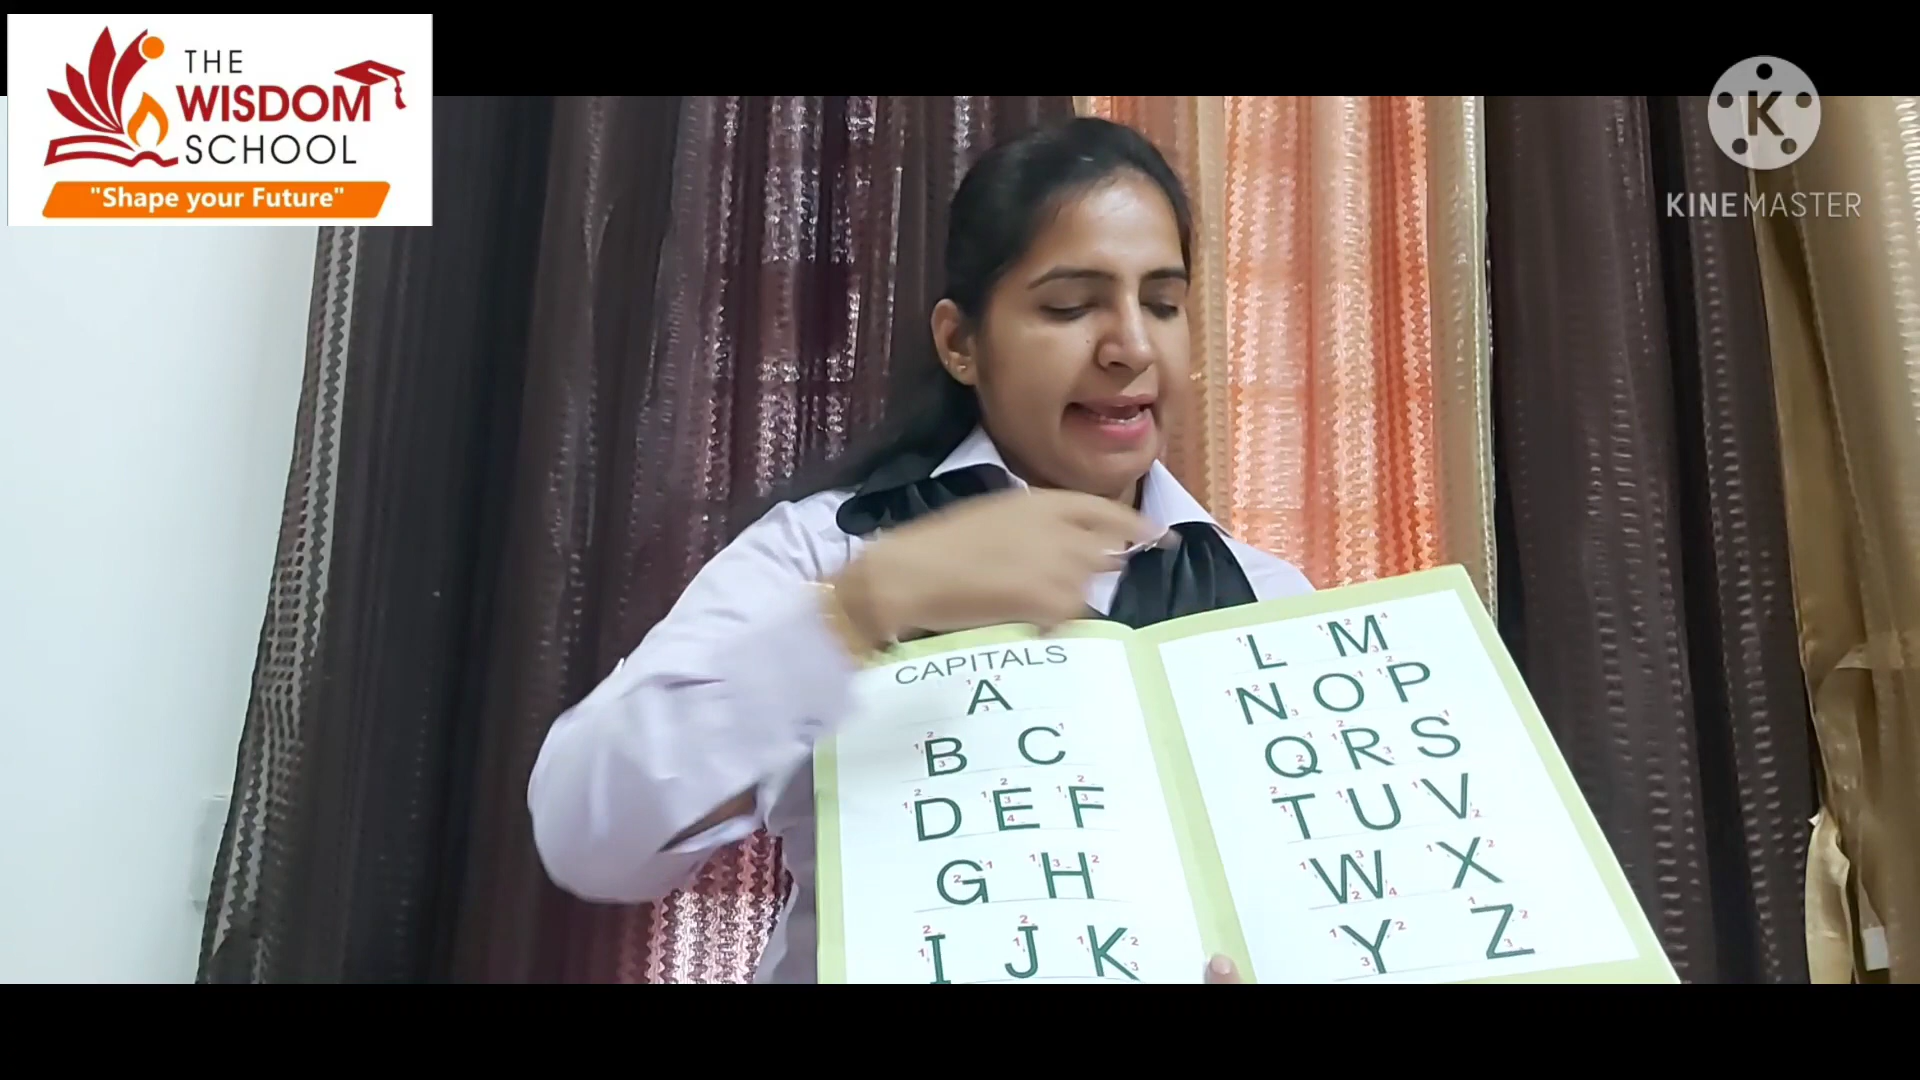 THE
WISDOM
SCHOOL
"Shape your Future"
K
KINEMASTER
CAPITALS
A
B C
D E F
G H
I J K
L M
N O P
Q R S
T U V
W X
Y Z